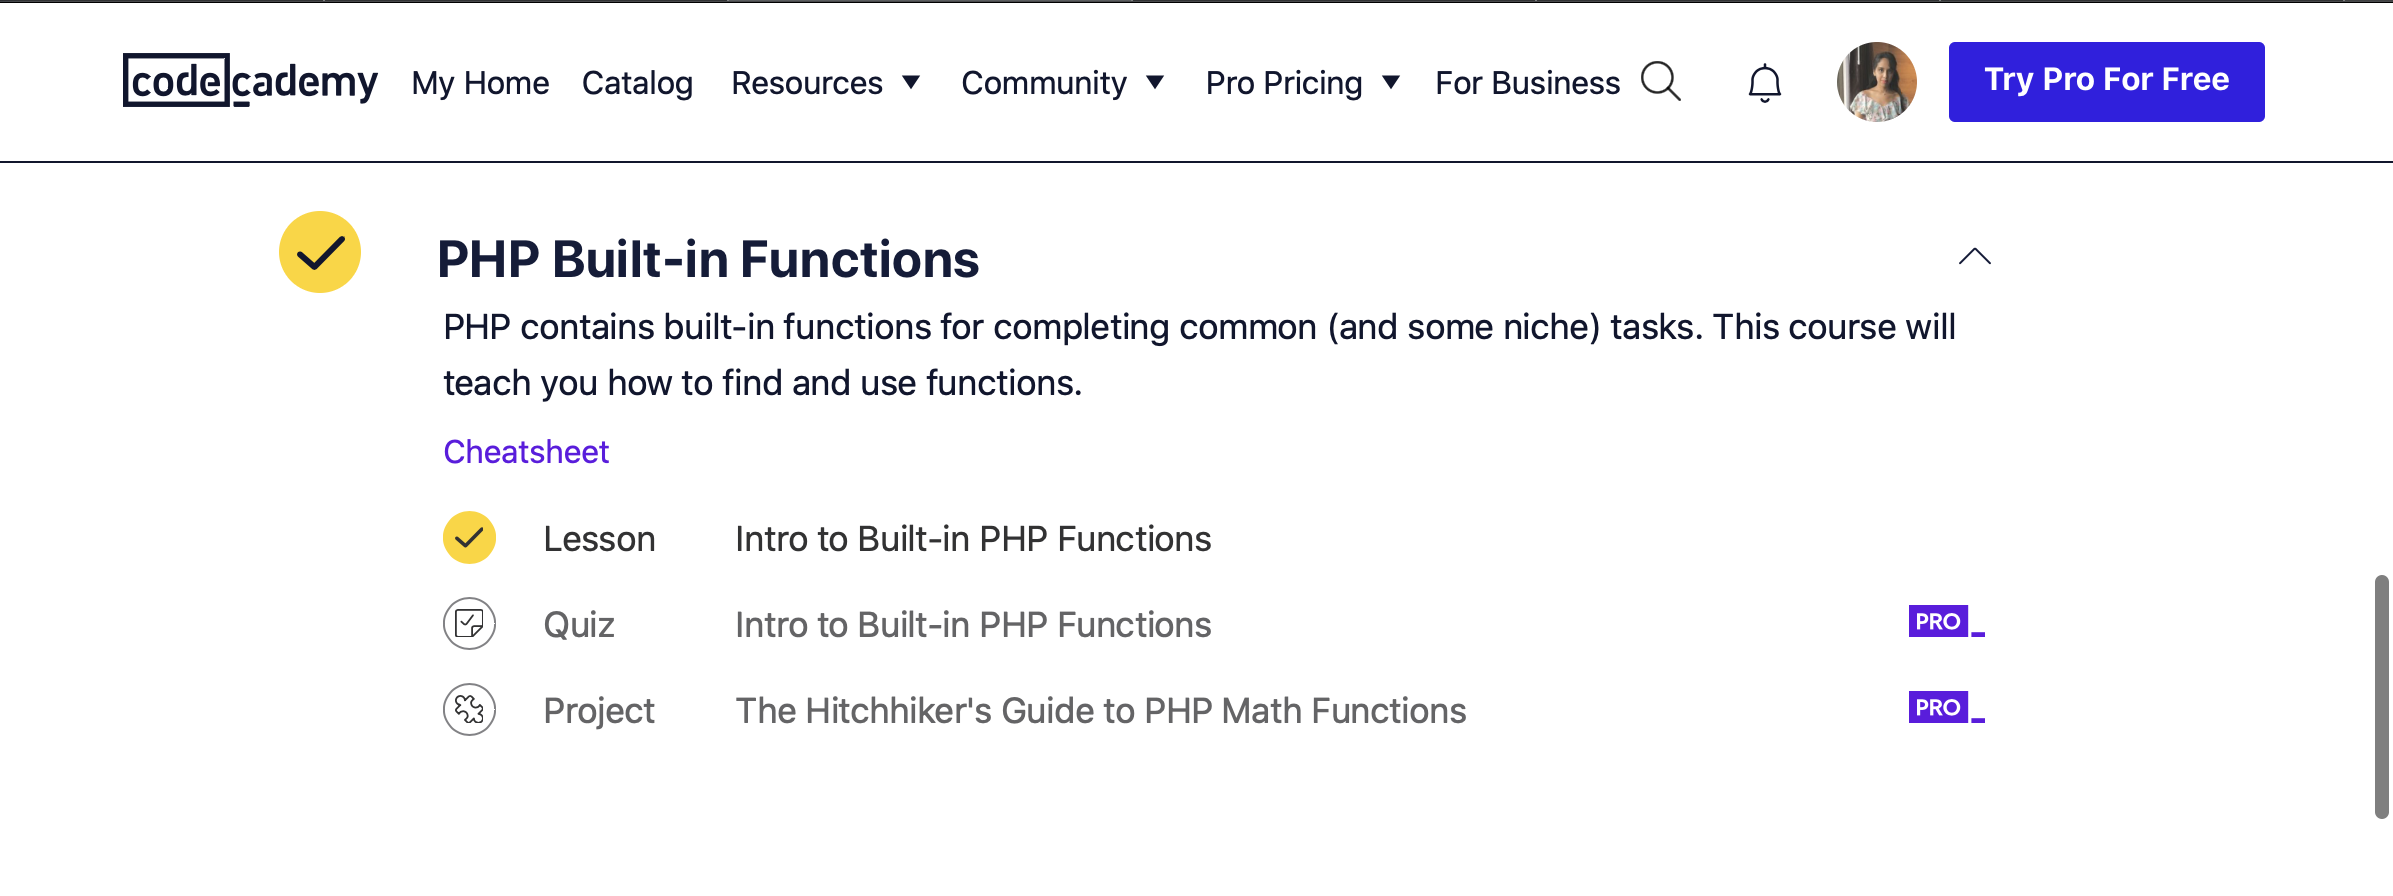 codecademy My Home Catalog Resources Community Pro Pricing For Business Try Pro For Free
PHP Built-in Functions
PHP contains built-in functions for completing common (and some niche) tasks. This course will
teach you how to find and use functions.
Cheatsheet
Lesson Intro to Built-in PHP Functions
Quiz Intro to Built-in PHP Functions PRO
Project The Hitchhiker's Guide to PHP Math Functions PRO